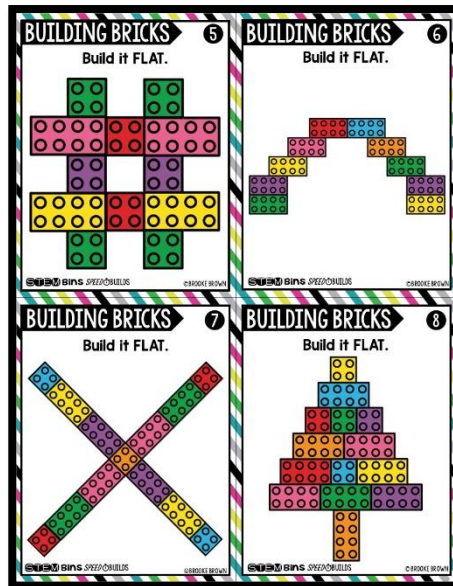 BUILDING BRICKS 5
Build it FLAT.
STEM BINS SPEED BUILDS ©BROOKE BROWN
BUILDING BRICKS 6
Build it FLAT.
STEM BINS SPEED BUILDS ©BROOKE BROWN
BUILDING BRICKS 7
Build it FLAT.
STEM BINS SPEED BUILDS ©BROOKE BROWN
BUILDING BRICKS 8
Build it FLAT.
STEM BINS SPEED BUILDS ©BROOKE BROWN